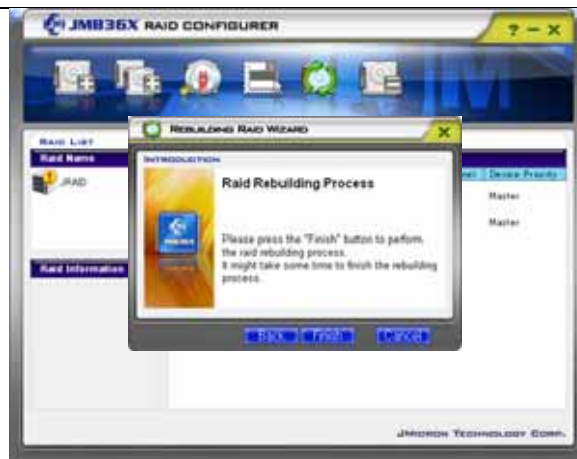 JMB36X RAID CONFIGURER
? – X
RAID LIST
Raid Name
JRAID
Device Priority
Master
Master
Raid Information
REBUILDING RAID WIZARD
X
INTRODUCTION
JMB36X
Raid Rebuilding Process
Please press the "Finish" button to perform
the raid rebuilding process.
It might take some time to finish the rebuilding
process.
Back Finish Cancel
JMICRON TECHNOLOGY CORP.